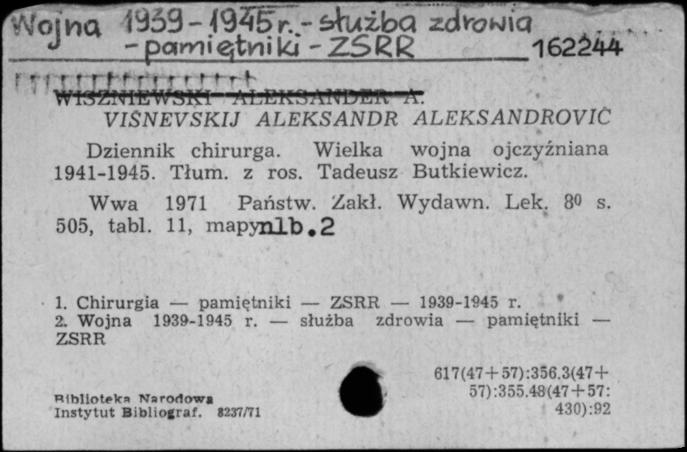 Wojna 1939-1945 r. - służba zdrowia
- pamiętniki - ZSRR 162244
WISZNIEWSKI ALEKSANDER A.
VIŠNEVSKIJ ALEKSANDR ALEKSANDROVIČ
Dziennik chirurga. Wielka wojna ojczyźniana
1941-1945. Tłum. z ros. Tadeusz Butkiewicz.
Wwa 1971 Państw. Zakł. Wydawn. Lek. 8⁰ s.
505, tabl. 11, mapy nlb.2
1. Chirurgia — pamiętniki — ZSRR — 1939-1945 r.
2. Wojna 1939-1945 r. — służba zdrowia — pamiętniki —
ZSRR
617(47+57):356.3(47+
57):355.48(47+57:
430):92
Biblioteka Narodowa
Instytut Bibliograf. 8237/71